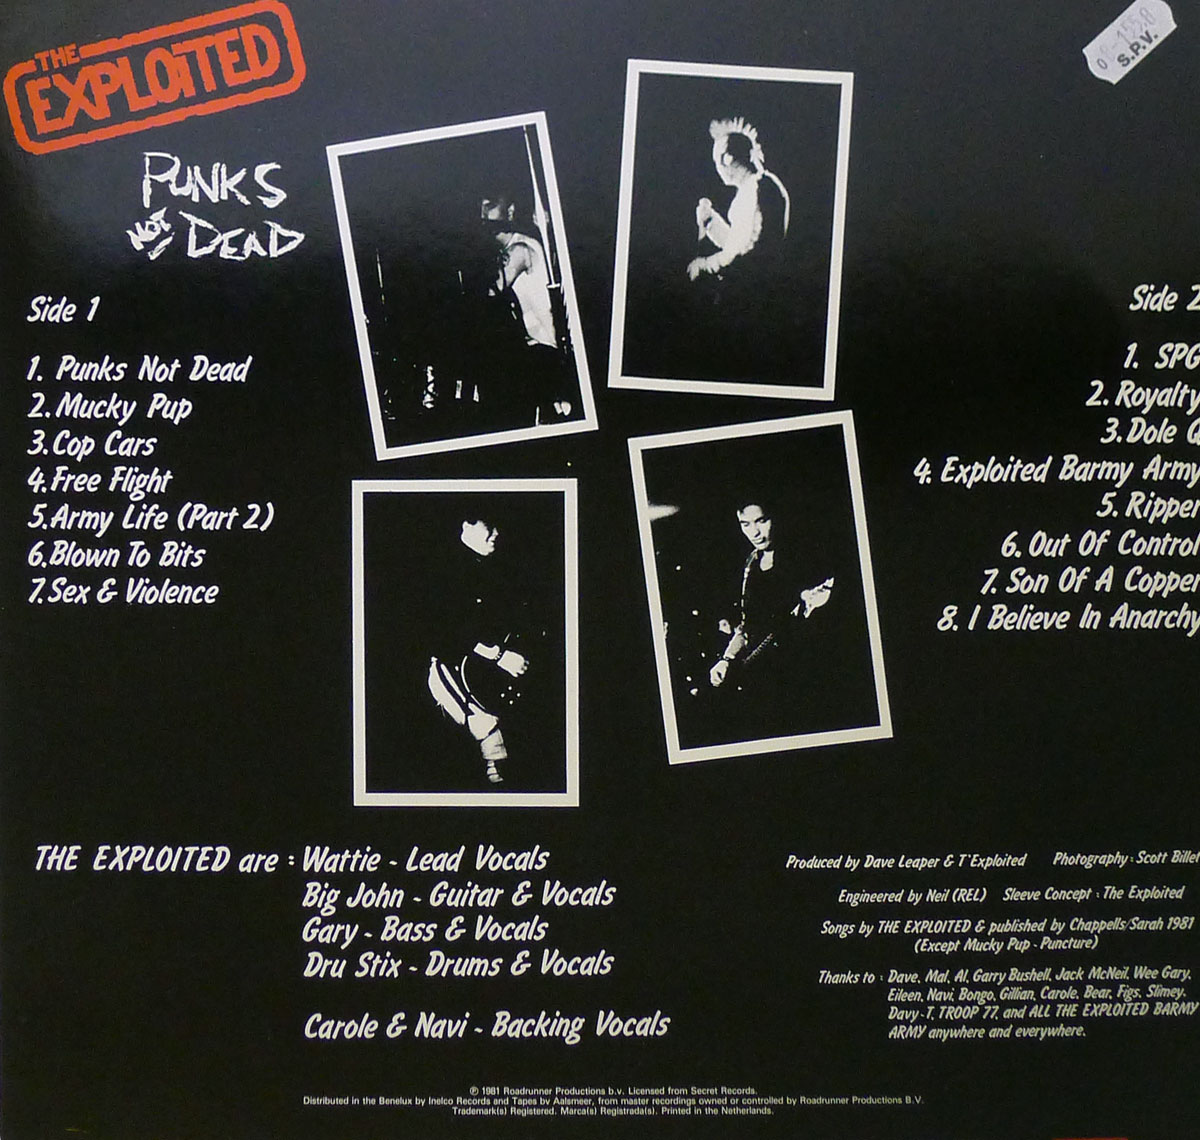 THE
EXPLOITED
PUNKS
NOT DEAD
S.P.V.
Side 1
1. Punks Not Dead
2. Mucky Pup
3. Cop Cars
4. Free Flight
5. Army Life (Part 2)
6. Blown To Bits
7. Sex & Violence
Side 2
1. SPG
2. Royalty
3. Dole Q
4. Exploited Barmy Army
5. Ripper
6. Out Of Control
7. Son Of A Copper
8. I Believe In Anarchy
THE EXPLOITED are : Wattie - Lead Vocals
Big John - Guitar & Vocals
Gary - Bass & Vocals
Dru Stix - Drums & Vocals
Carole & Navi - Backing Vocals
Produced by Dave Leaper & T'Exploited Photography : Scott Billet
Engineered by Neil (REL) Sleeve Concept : The Exploited
Songs by THE EXPLOITED & published by Chappells/Sarah 1981
(Except Mucky Pup - Puncture)
Thanks to : Dave, Mal, Al, Garry Bushell, Jack McNeil, Wee Gary,
Eileen, Navi, Bongo, Gillian, Carole, Bear, Figs, Slimey,
Davy-T, TROOP 77, and ALL THE EXPLOITED BARMY
ARMY anywhere and everywhere.
℗ 1981 Roadrunner Productions b.v. Licensed from Secret Records.
Distributed in the Benelux by Inelco Records and Tapes by Aalsmeer, from master recordings owned or controlled by Roadrunner Productions B.V.
Trademark(s) Registered. Marca(s) Registrada(s). Printed in the Netherlands.